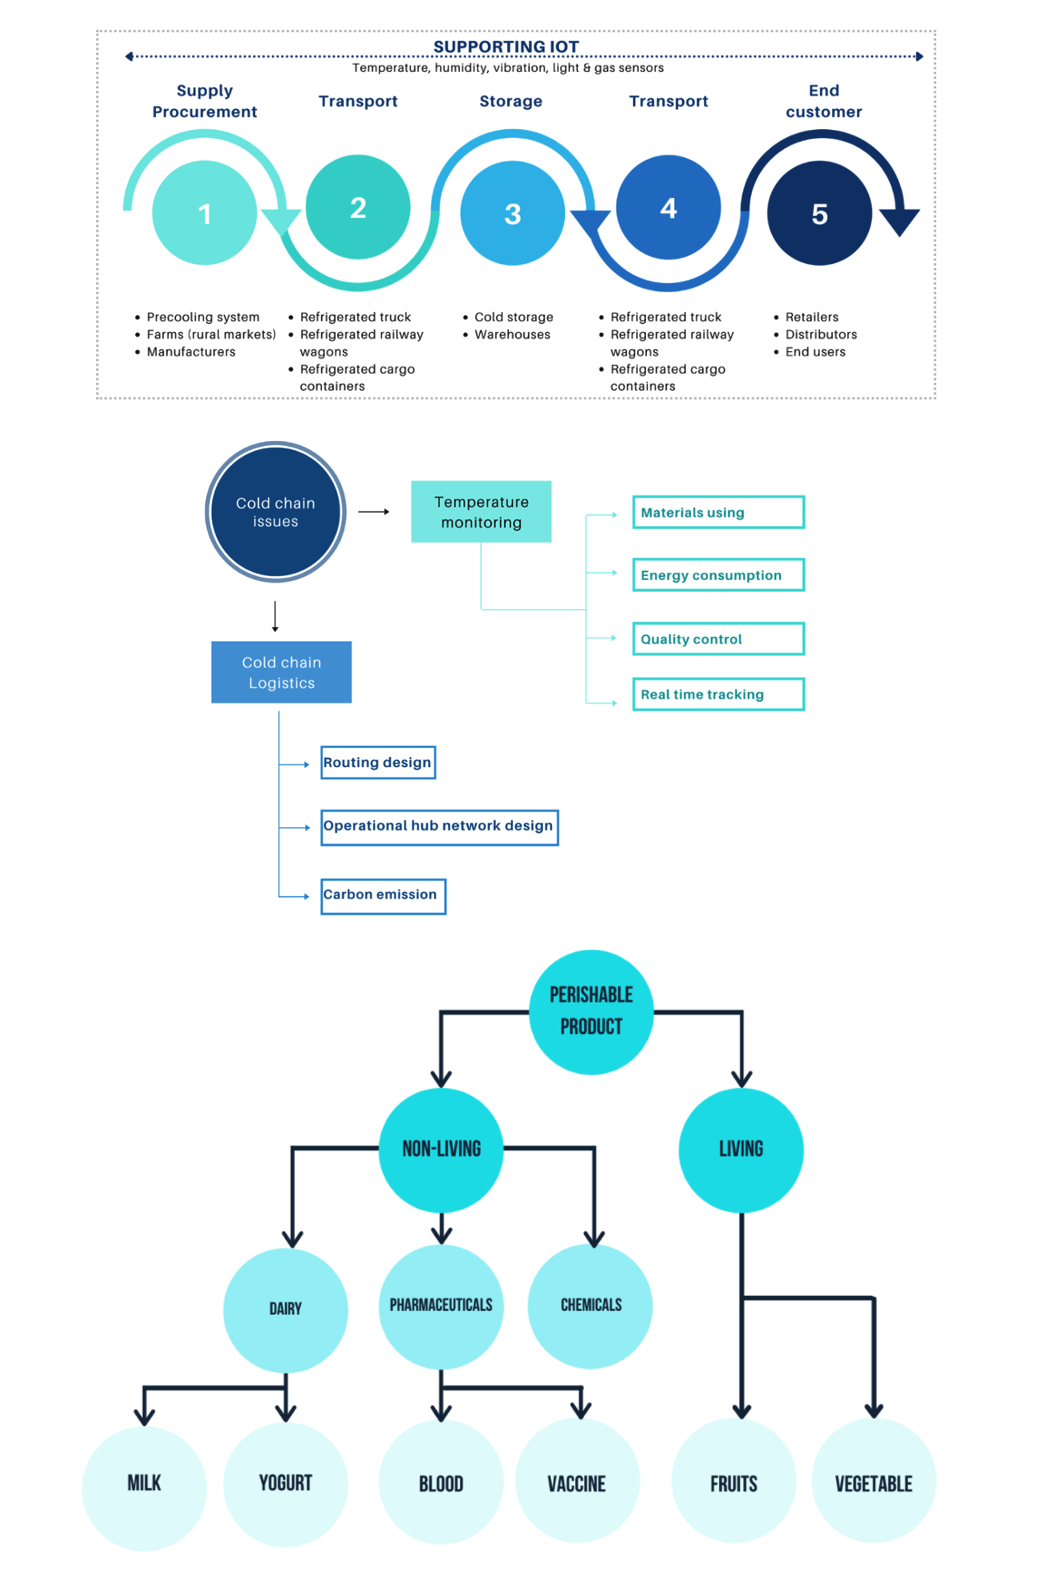 SUPPORTING IOT
Temperature, humidity, vibration, light & gas sensors
Supply
Procurement
Transport
Storage
Transport
End
customer
1
2
3
4
5
• Precooling system
• Farms (rural markets)
• Manufacturers
• Refrigerated truck
• Refrigerated railway
wagons
• Refrigerated cargo
containers
• Cold storage
• Warehouses
• Refrigerated truck
• Refrigerated railway
wagons
• Refrigerated cargo
containers
• Retailers
• Distributors
• End users
Cold chain
issues
Temperature
monitoring
Materials using
Energy consumption
Quality control
Real time tracking
Cold chain
Logistics
Routing design
Operational hub network design
Carbon emission
PERISHABLE
PRODUCT
NON-LIVING
LIVING
DAIRY
PHARMACEUTICALS
CHEMICALS
MILK
YOGURT
BLOOD
VACCINE
FRUITS
VEGETABLE